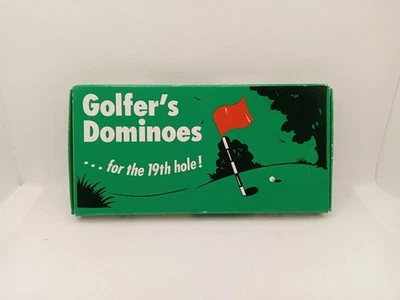 Golfer's
Dominoes
...for the 19th hole!